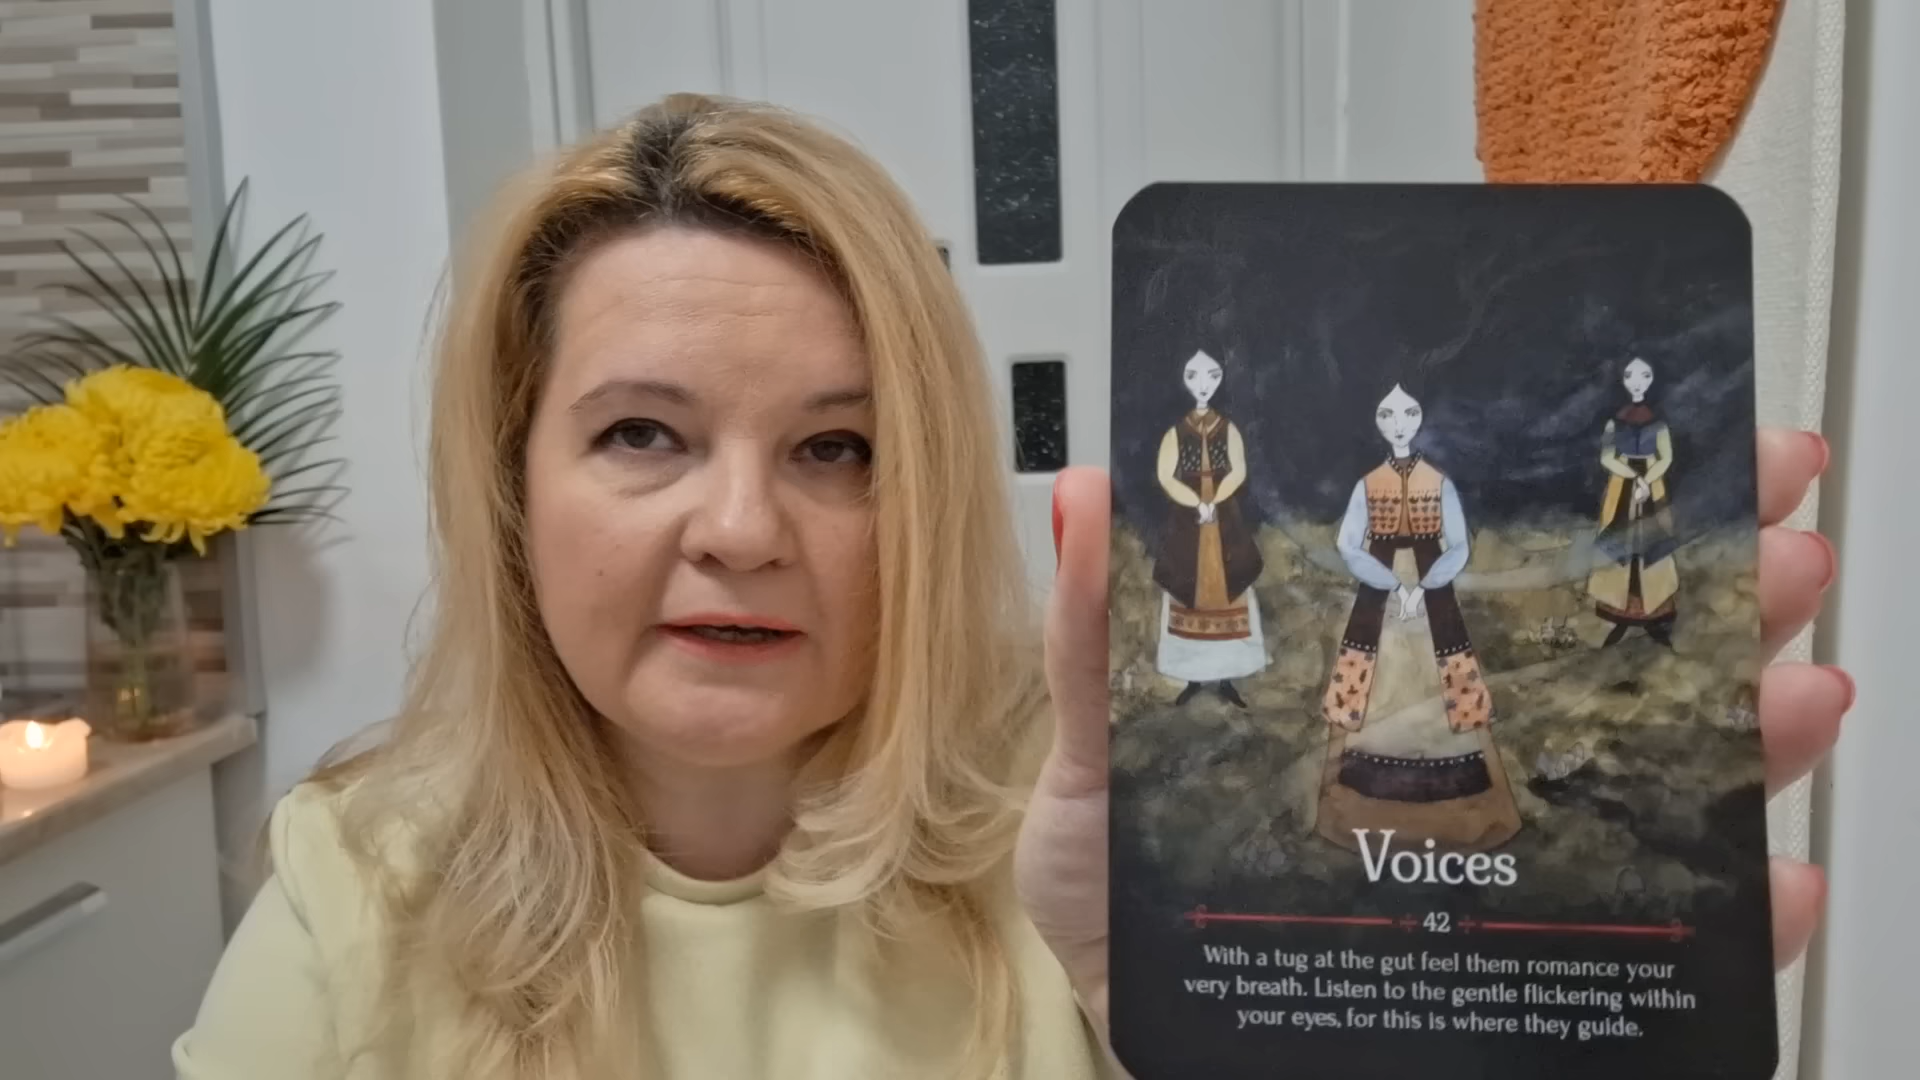 Voices
42
With a tug at the gut feel them romance your
very breath. Listen to the gentle flickering within
your eyes, for this is where they guide.